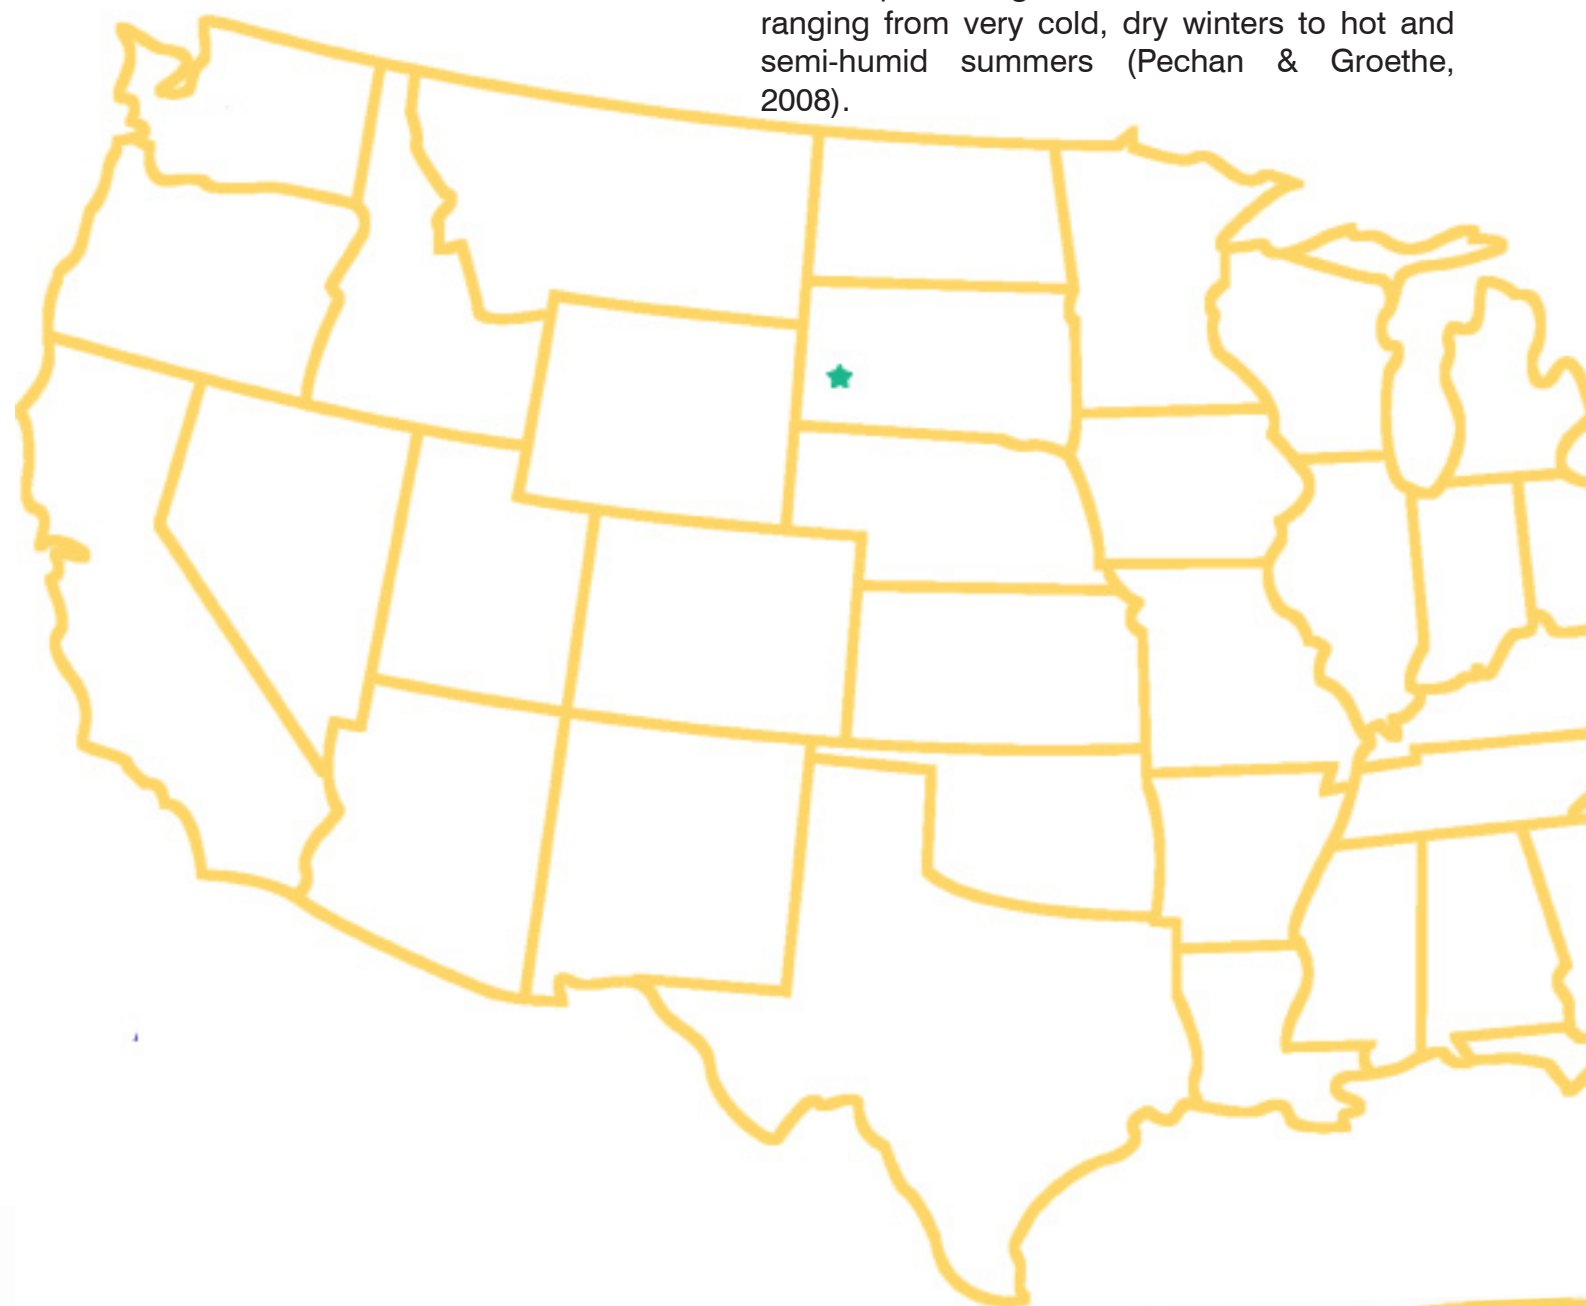 ranging from very cold, dry winters to hot and
semi-humid summers (Pechan & Groethe,
2008).